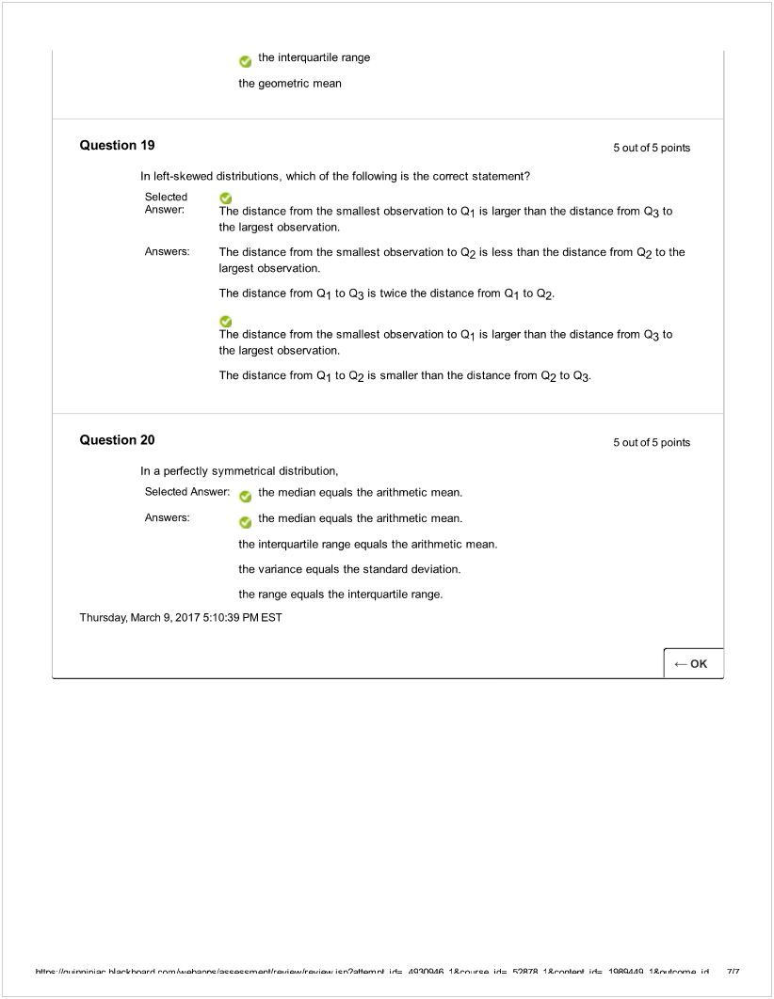 the interquartile range
the geometric mean
Question 19
5 out of 5 points
In left-skewed distributions, which of the following is the correct statement?
Selected Answer:
The distance from the smallest observation to Q1 is larger than the distance from Q3 to
the largest observation.
Answers:
The distance from the smallest observation to Q2 is less than the distance from Q2 to the
largest observation.
The distance from Q1 to Q3 is twice the distance from Q1 to Q2.
The distance from the smallest observation to Q1 is larger than the distance from Q3 to
the largest observation.
The distance from Q1 to Q2 is smaller than the distance from Q2 to Q3.
Question 20
5 out of 5 points
In a perfectly symmetrical distribution,
Selected Answer: the median equals the arithmetic mean.
Answers: the median equals the arithmetic mean.
the interquartile range equals the arithmetic mean.
the variance equals the standard deviation.
the range equals the interquartile range.
Thursday, March 9, 2017 5:10:39 PM EST
← OK
https://quinnipiac.blackboard.com/webapps/assessment/review/review.jsp?attempt_id=_4930946_1&course_id=_52878_1&content_id=_1989449_1&outcome_id… 7/7